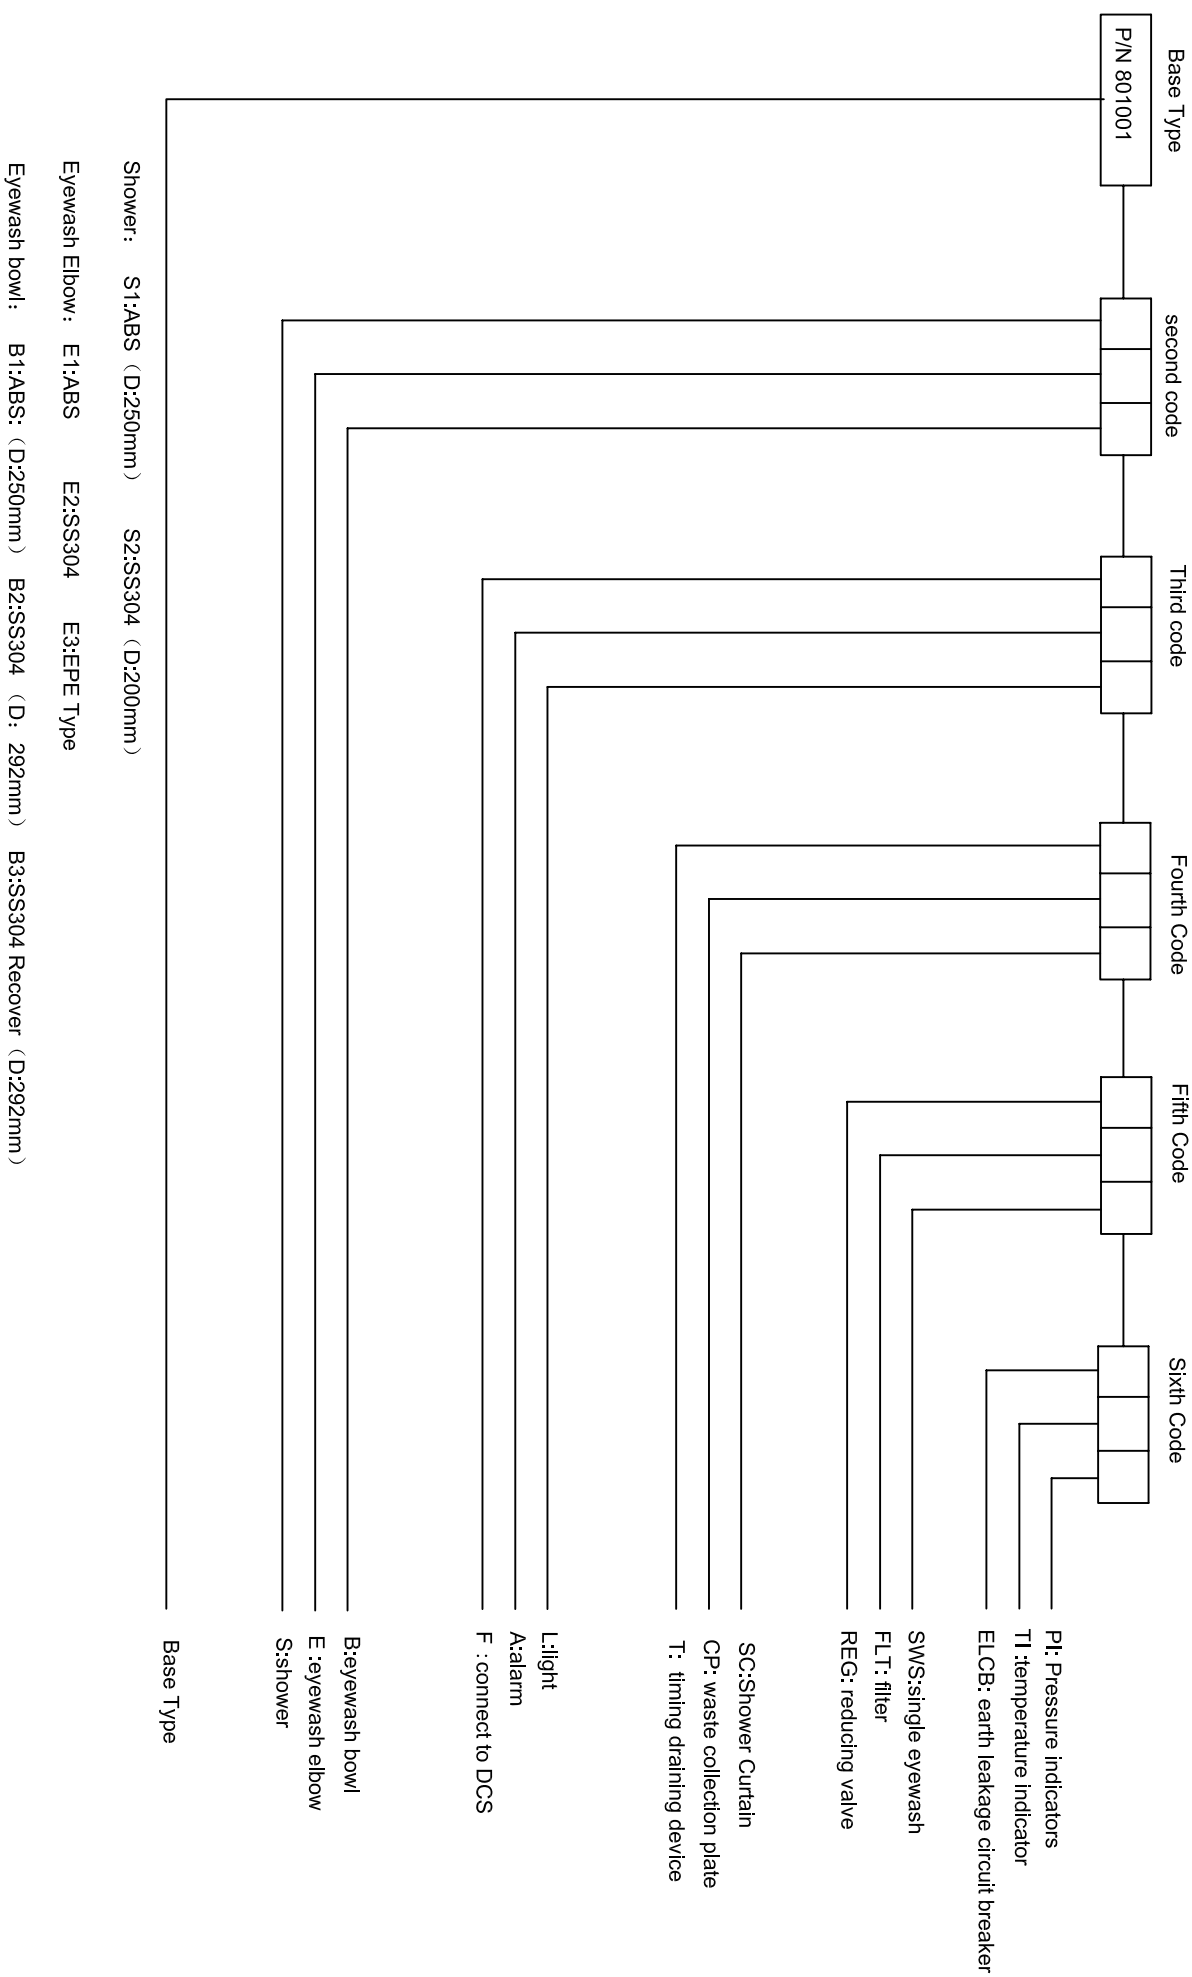 Base Type
second code
Third code
Fourth Code
Fifth Code
Sixth Code
P/N 801001
PI: Pressure indicators
TI :temperature indicator
ELCB: earth leakage circuit breaker
SWS:single eyewash
FLT: filter
REG: reducing valve
SC:Shower Curtain
CP: waste collection plate
T: timing draining device
L:light
A:alarm
F : connect to DCS
B:eyewash bowl
E :eyewash elbow
S:shower
Base Type
Shower: S1:ABS（D:250mm） S2:SS304（D:200mm）
Eyewash Elbow: E1:ABS E2:SS304 E3:EPE Type
Eyewash bowl: B1:ABS:（D:250mm） B2:SS304（D: 292mm） B3:SS304 Recover（D:292mm）